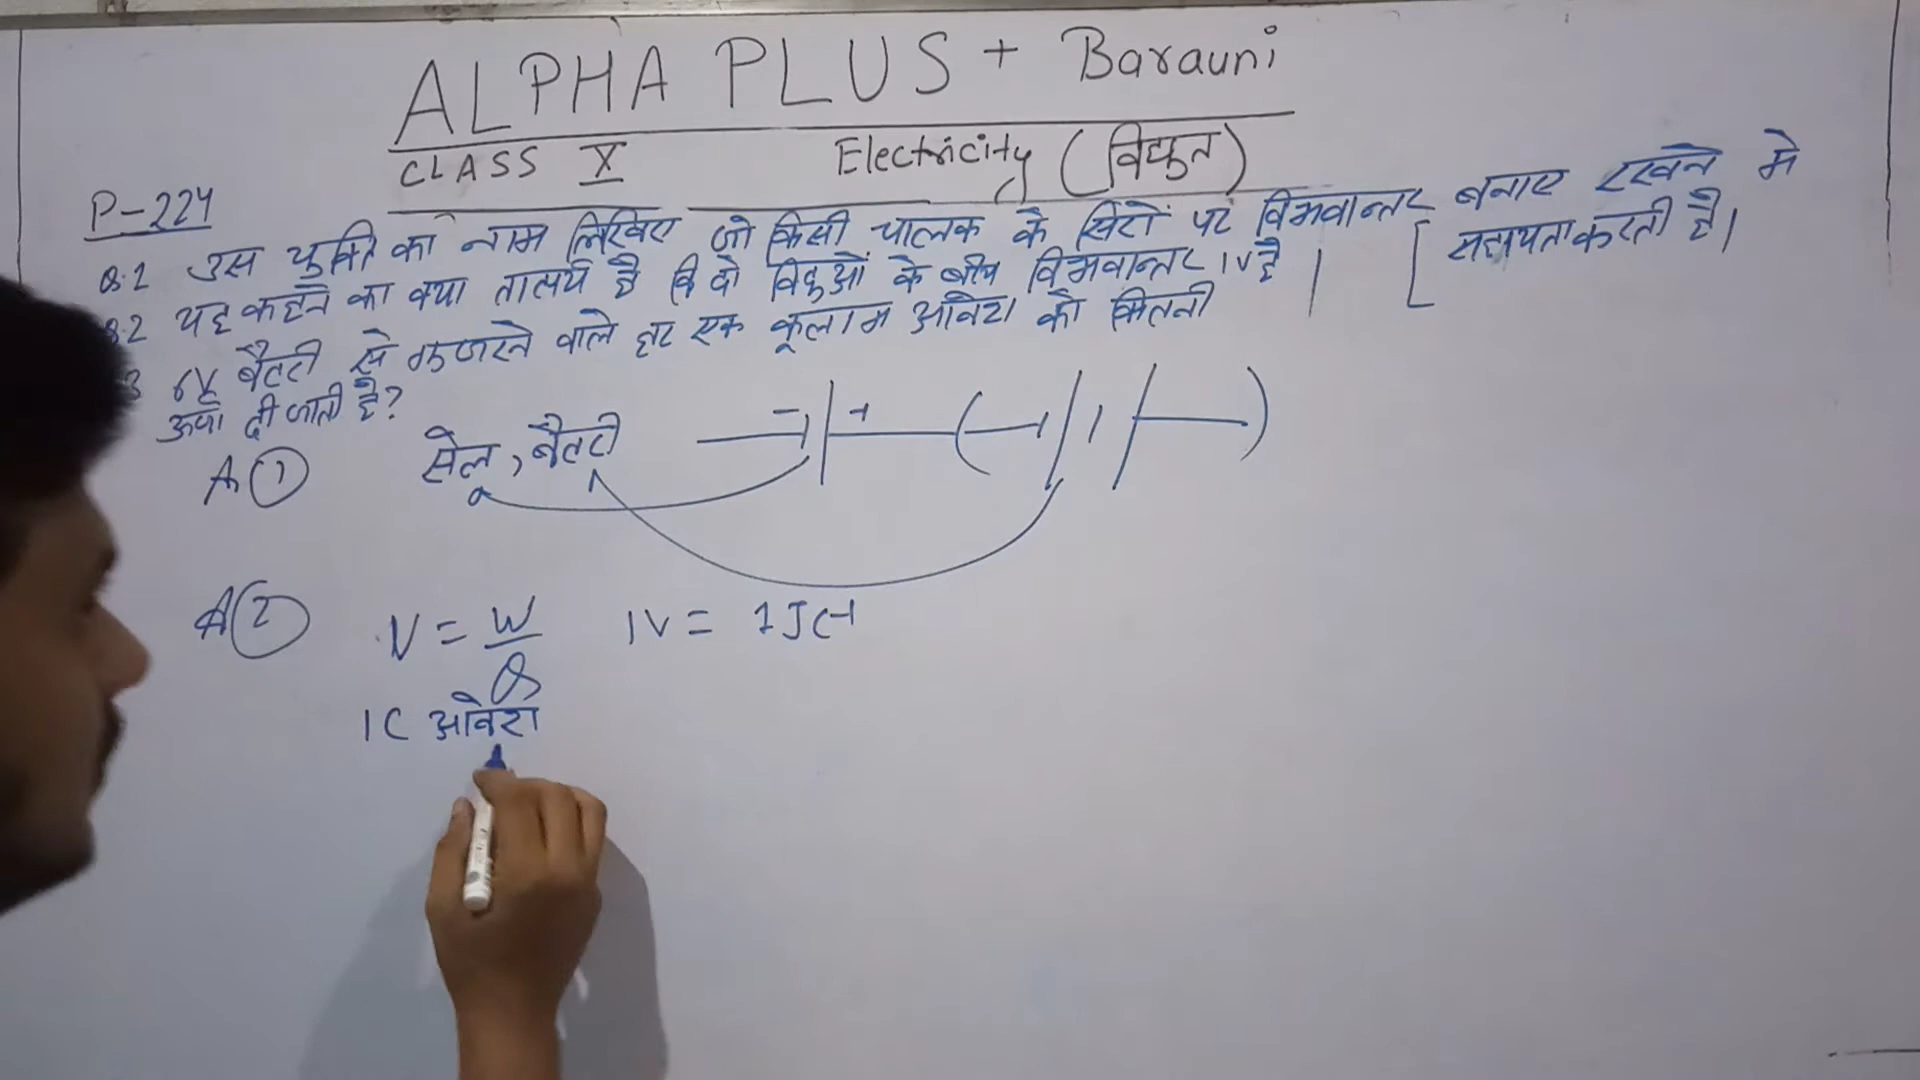 ALPHA PLUS + Barauni
CLASS X Electricity (विद्युत)
P-224
Q.1 उस युक्ति का नाम लिखिए जो किसी चालक के सिरों पर विभवान्तर बनाए रखने मे [सहायता करती है।
Q.2 यह कहने का क्या तात्पर्य है कि दो विंदुओं के बीच विभवान्तर 1V है।
3 6V बैटरी से गुजरने वाले हर एक कूलाम आवेश को कितनी
ऊर्जा दी जाती है?
A ① सेल, बैटरी - +
A ② V = W/Q 1V = 1JC-1
1C आवेश